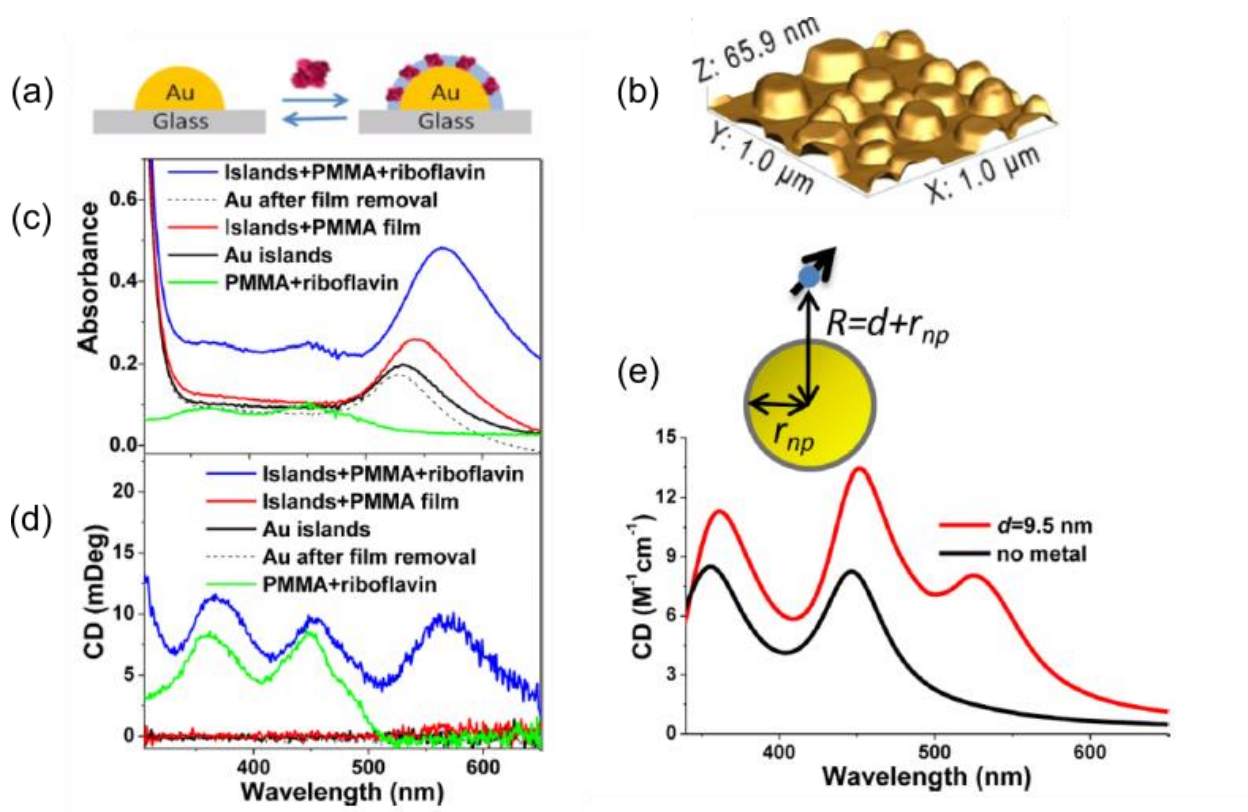 (a)
Au
Glass
Au
Glass
(b)
Z: 65.9 nm
Y: 1.0 µm
X: 1.0 µm
(c)
Islands+PMMA+riboflavin
Au after film removal
Islands+PMMA film
Au islands
PMMA+riboflavin
0.6
0.4
0.2
0.0
Absorbance
(d)
Islands+PMMA+riboflavin
Islands+PMMA film
Au islands
Au after film removal
PMMA+riboflavin
20
15
10
5
0
CD (mDeg)
400
500
600
Wavelength (nm)
(e)
R=d+rnp
rnp
d=9.5 nm
no metal
15
12
9
6
3
0
CD (M-1cm-1)
400
500
600
Wavelength (nm)